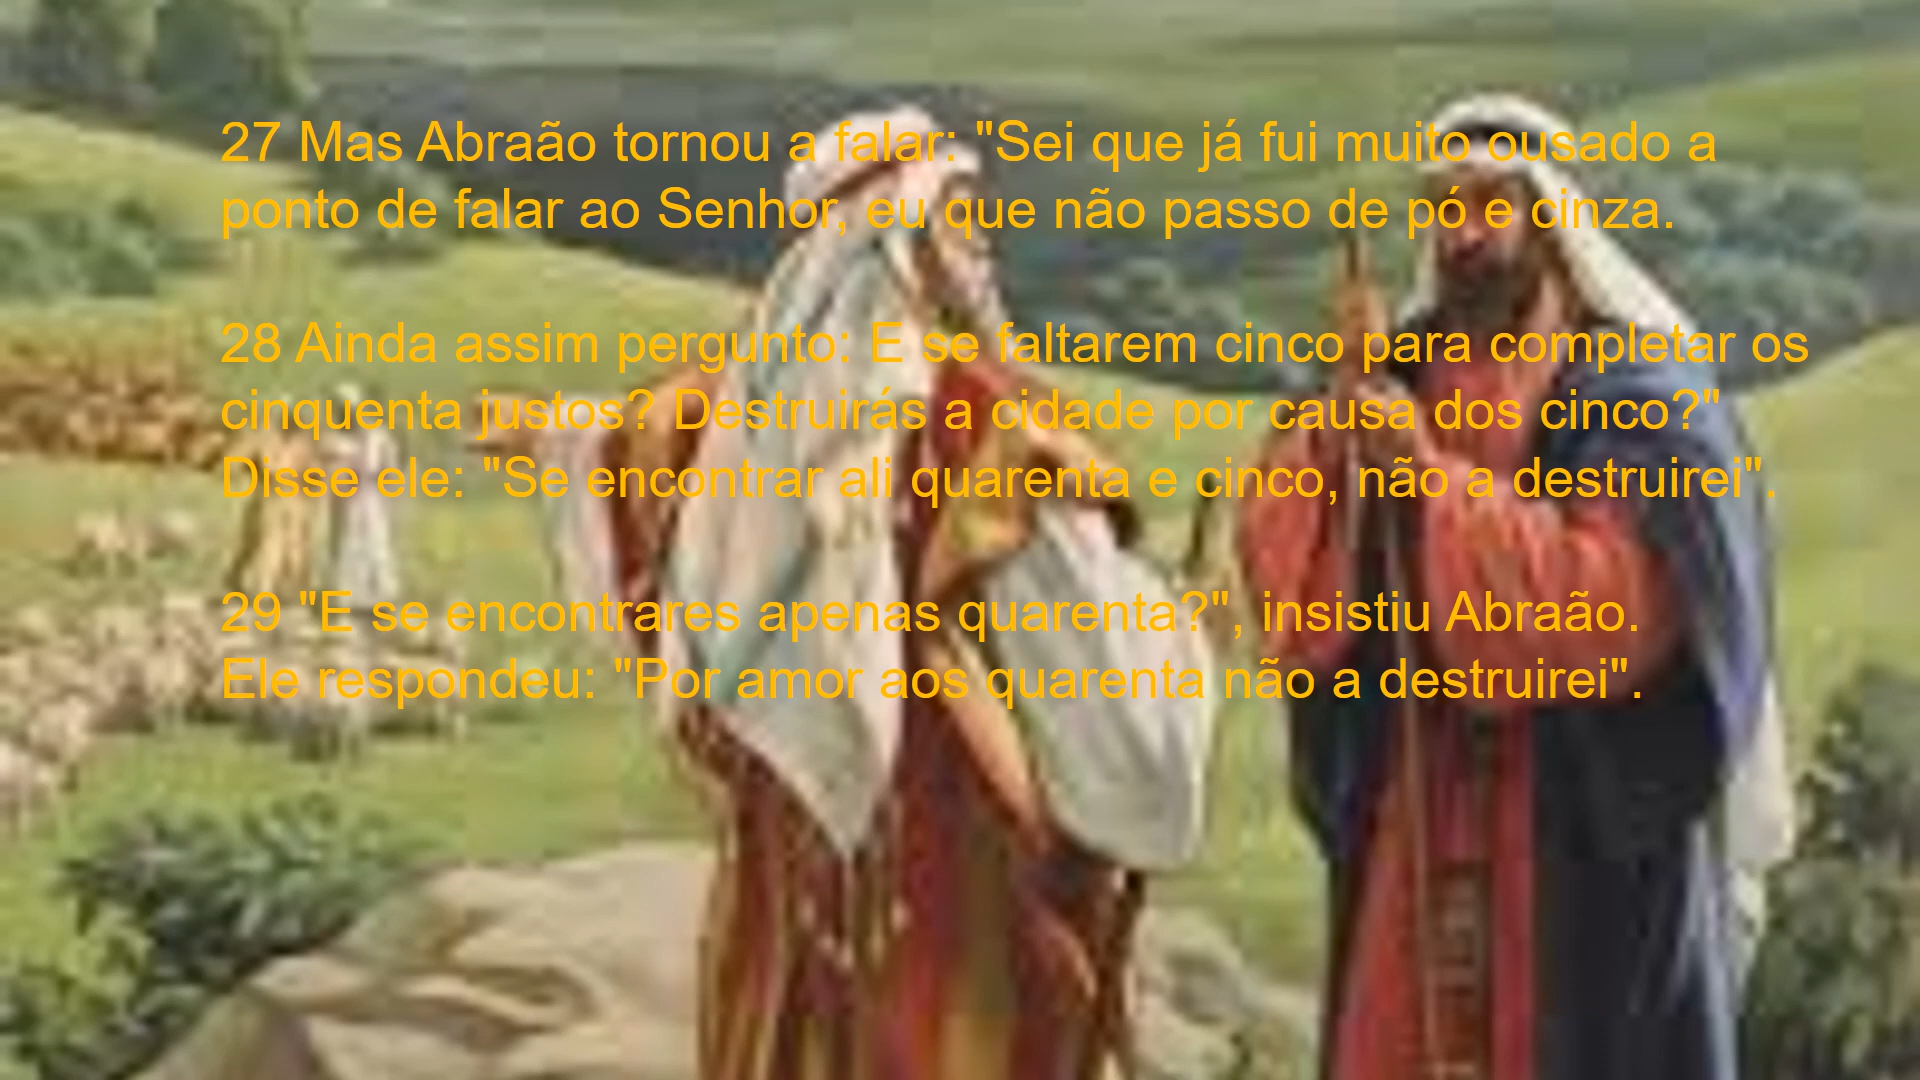 27 Mas Abraão tornou a falar: "Sei que já fui muito ousado a
ponto de falar ao Senhor, eu que não passo de pó e cinza.
28 Ainda assim pergunto: E se faltarem cinco para completar os
cinquenta justos? Destruirás a cidade por causa dos cinco?"
Disse ele: "Se encontrar ali quarenta e cinco, não a destruirei".
29 "E se encontrares apenas quarenta?", insistiu Abraão.
Ele respondeu: "Por amor aos quarenta não a destruirei".